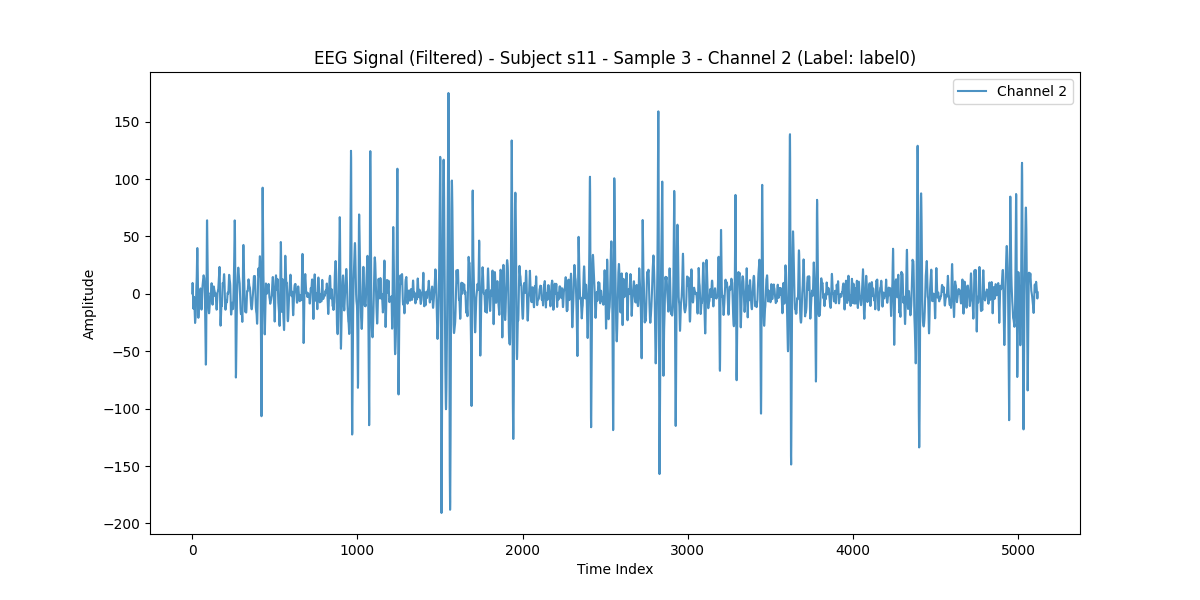 EEG Signal (Filtered) - Subject s11 - Sample 3 - Channel 2 (Label: label0)
Channel 2
Amplitude
150
100
50
0
−50
−100
−150
−200
0 1000 2000 3000 4000 5000
Time Index